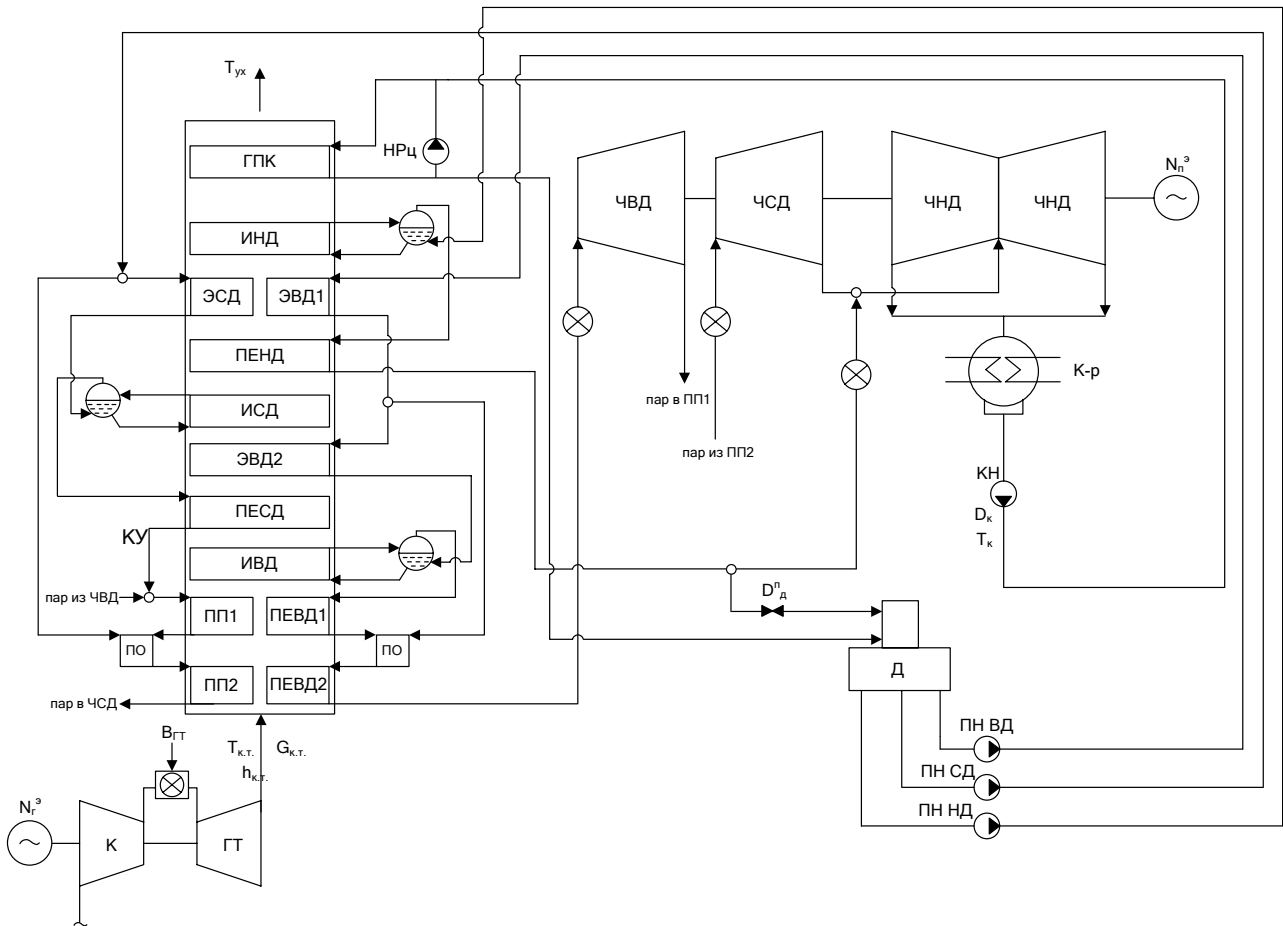 Tух
ГПК
НРц
ЧВД
ЧСД
ЧНД
ЧНД
Nпэ
ИНД
ЭСД
ЭВД1
ПЕНД
К-р
ИСД
пар в ПП1
ЭВД2
пар из ПП2
КН
Dк
Tк
ПЕСД
КУ
ИВД
пар из ЧВД
ПП1
ПЕВД1
Dпд
ПО
ПО
Д
ПП2
ПЕВД2
пар в ЧСД
BГТ
Tк.т.
Gк.т.
hк.т.
ПН ВД
ПН СД
ПН НД
Nгэ
К
ГТ